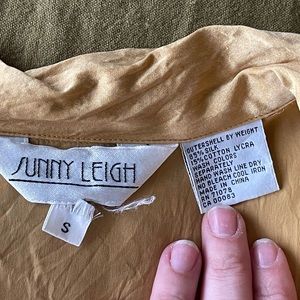 SUNNY LEIGH
S
OUTERSHELL BY WEIGHT
85% SILK
15% COTTON LYCRA
WASH COLORS
SEPARATELY
HAND WASH LINE DRY
NO BLEACH COOL IRON
MADE IN CHINA
RN 71078
CA 00083